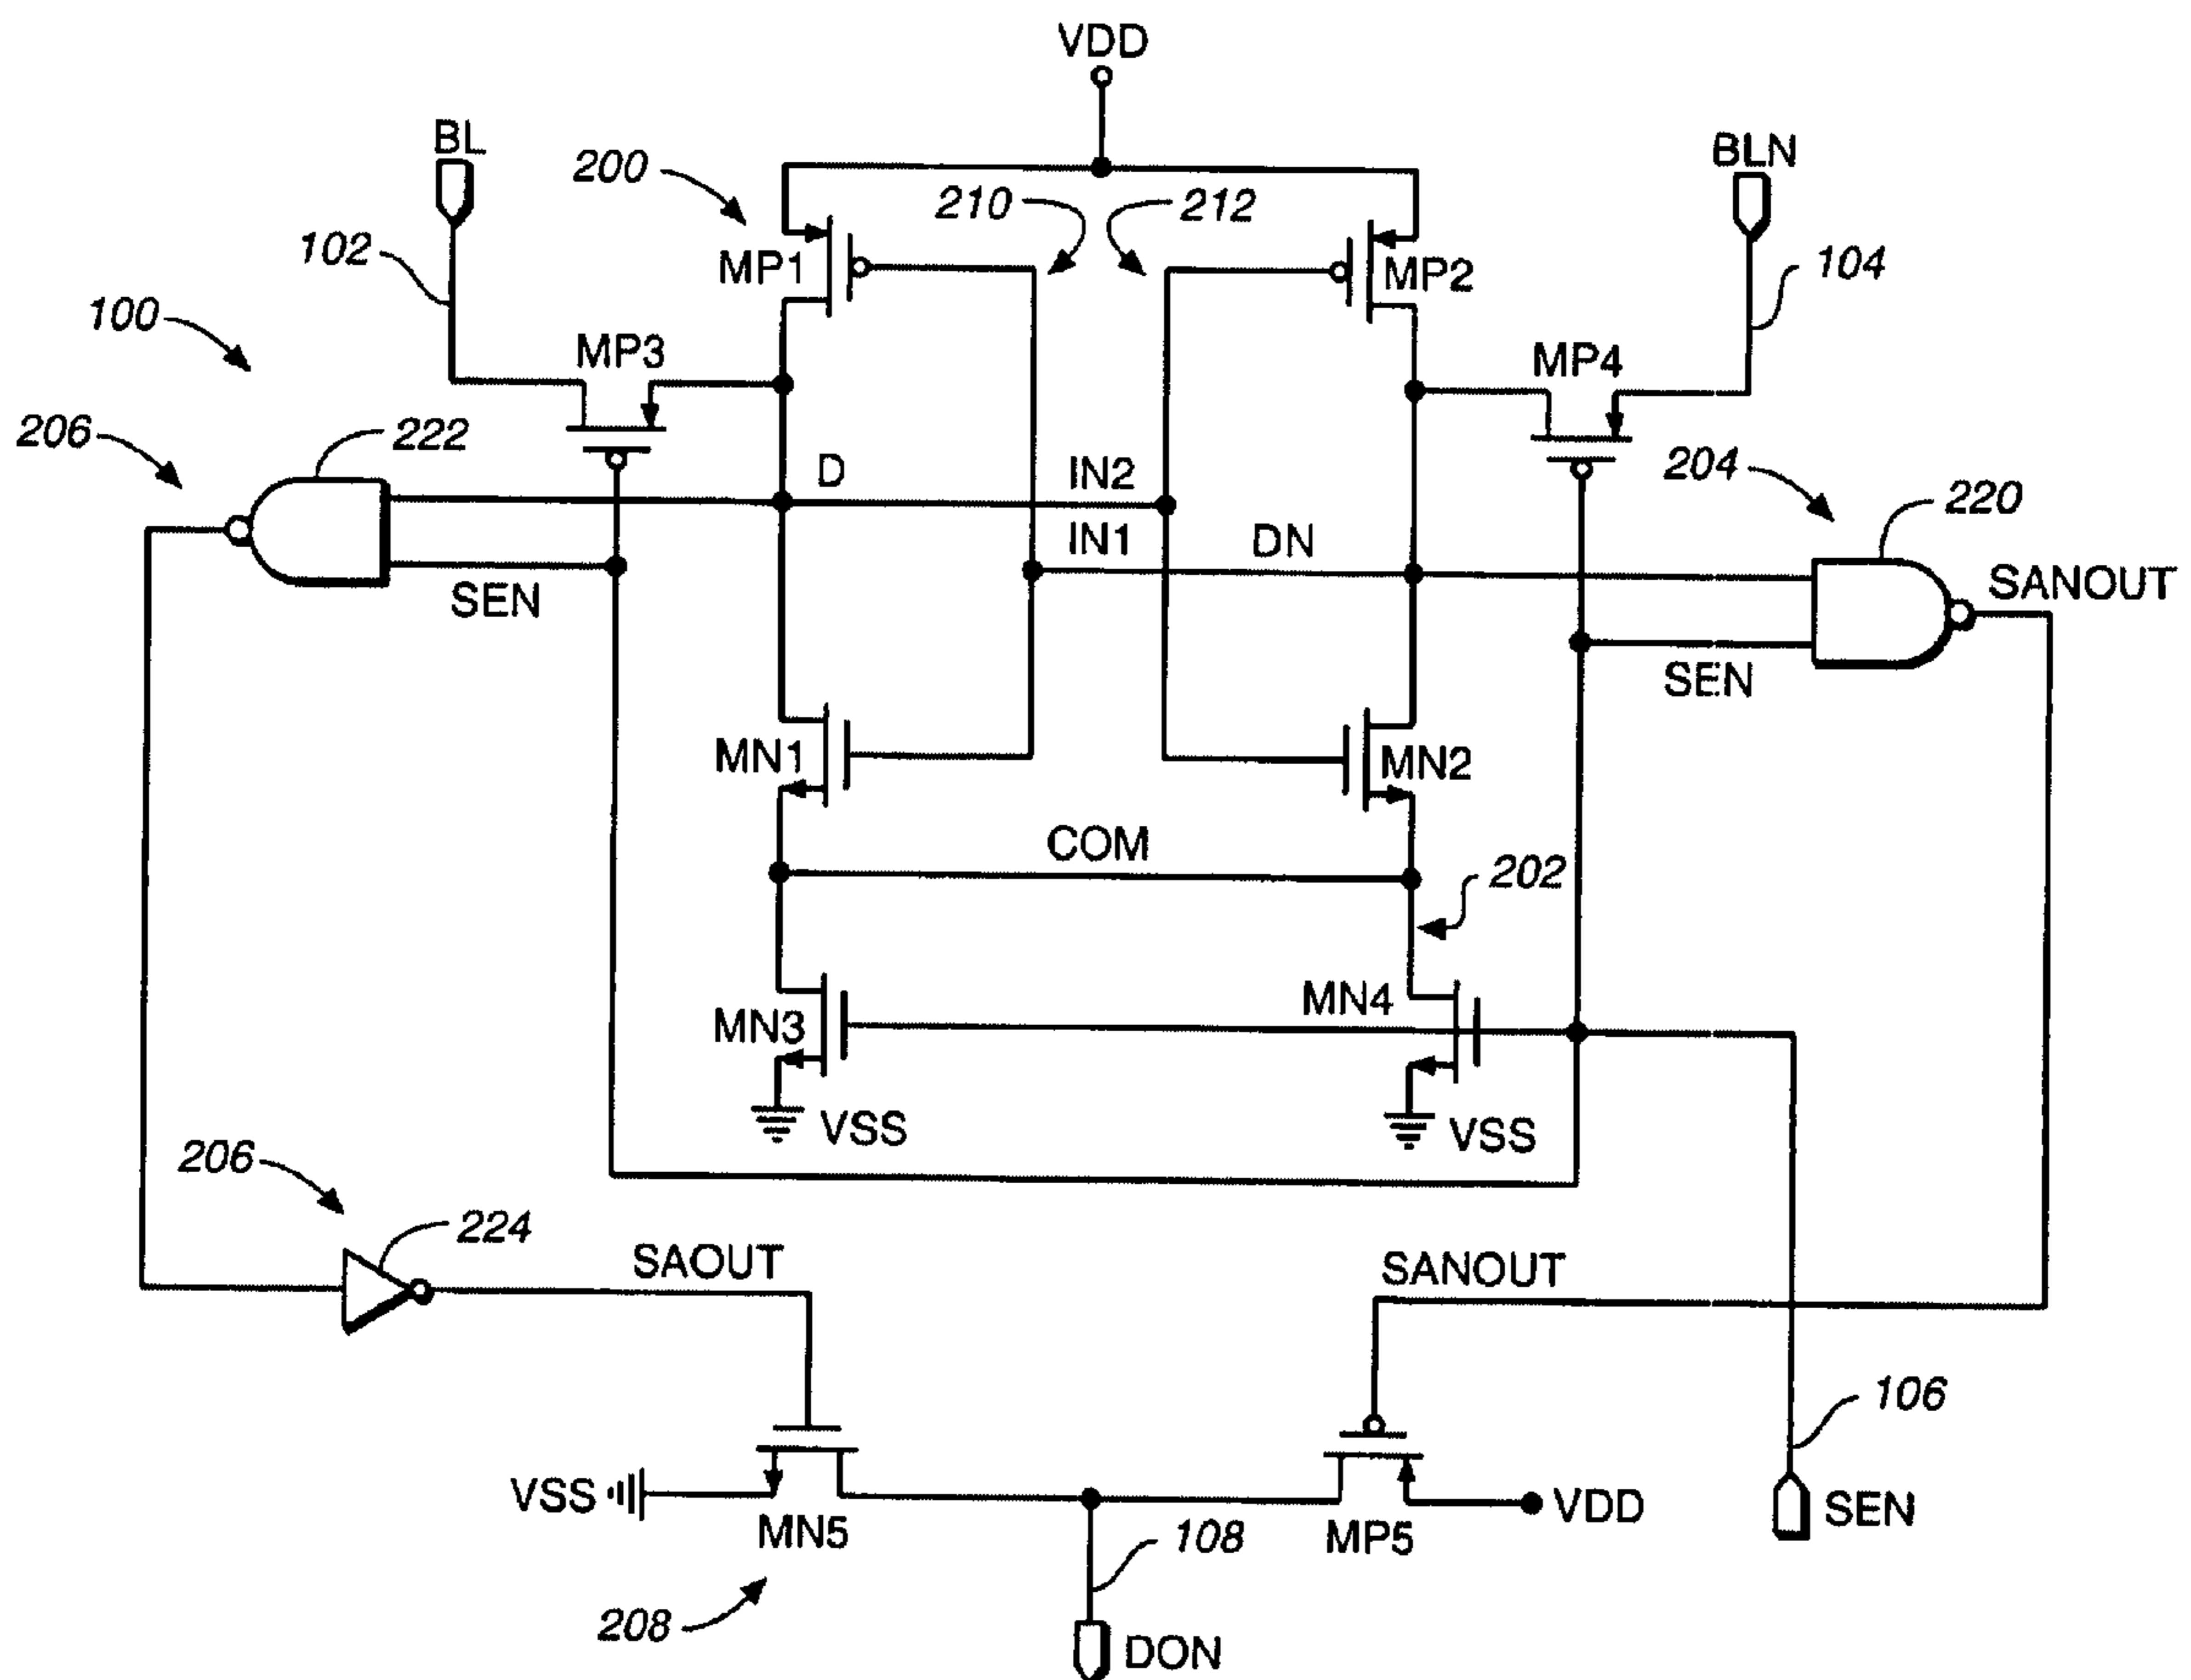 VDD
BL
BLN
200
210
212
102
MP1
MP2
104
100
MP3
MP4
206
222
D
IN2
204
220
IN1
DN
SEN
SANOUT
SEN
MN1
MN2
COM
202
MN3
MN4
VSS
VSS
206
224
SAOUT
SANOUT
106
VSS
VDD
SEN
MN5
108
MP5
208
DON